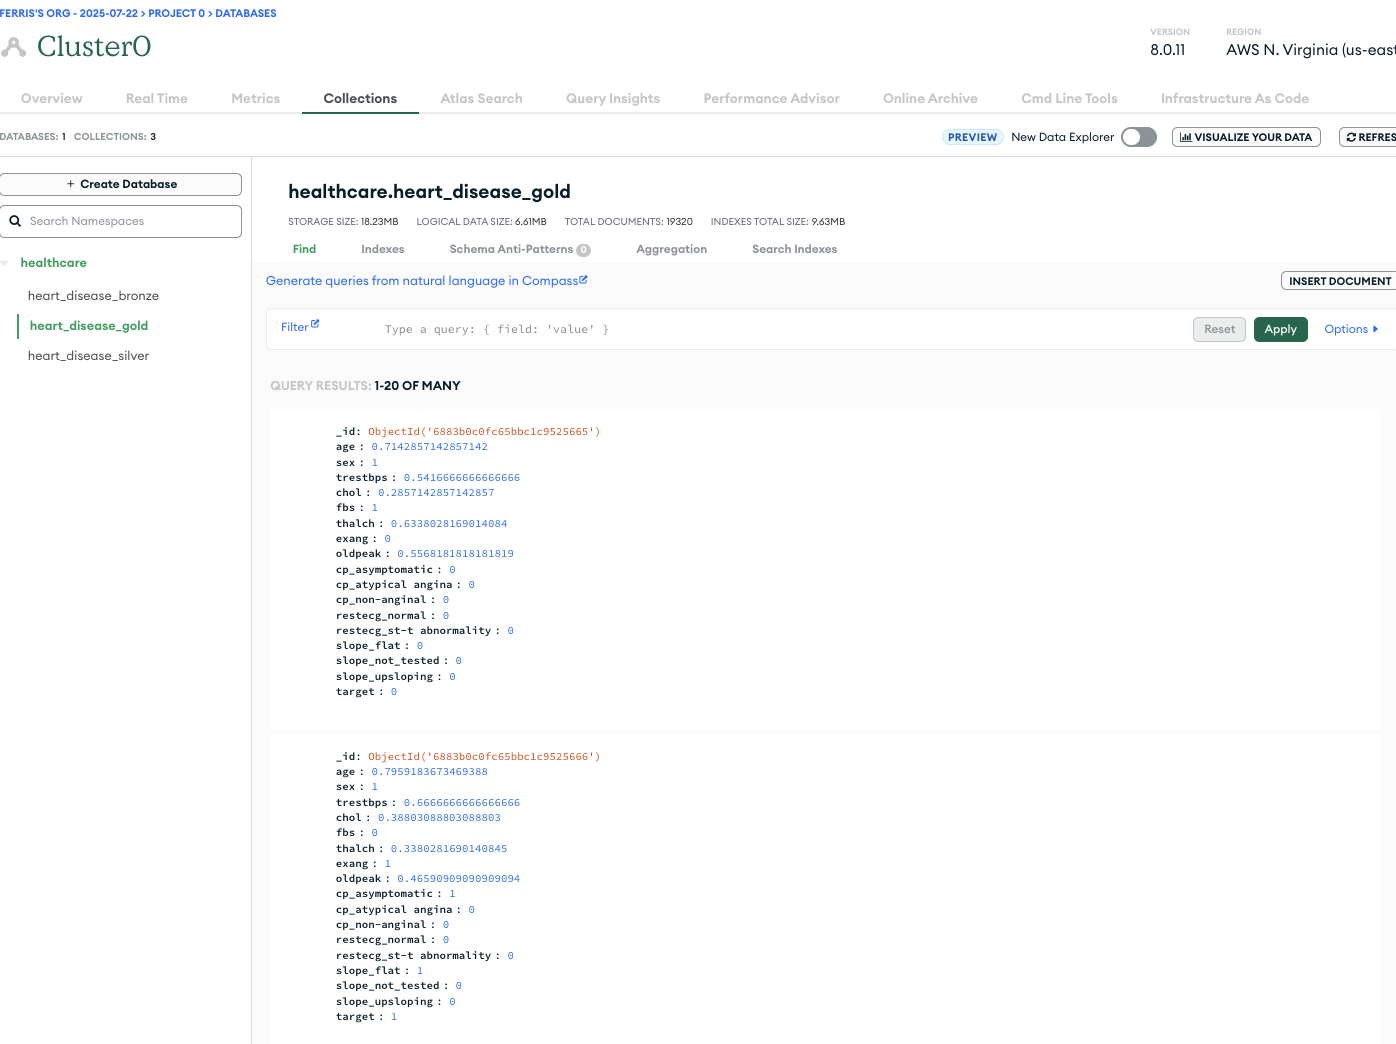 FERRIS'S ORG - 2025-07-22 > PROJECT 0 > DATABASES
Cluster0
VERSION
8.0.11
REGION
AWS N. Virginia (us-east
Overview Real Time Metrics Collections Atlas Search Query Insights Performance Advisor Online Archive Cmd Line Tools Infrastructure As Code
DATABASES: 1 COLLECTIONS: 3
PREVIEW New Data Explorer VISUALIZE YOUR DATA REFRES
+ Create Database
Search Namespaces
healthcare
heart_disease_bronze
heart_disease_gold
heart_disease_silver
healthcare.heart_disease_gold
STORAGE SIZE: 18.23MB LOGICAL DATA SIZE: 6.61MB TOTAL DOCUMENTS: 19320 INDEXES TOTAL SIZE: 9.63MB
Find Indexes Schema Anti-Patterns 0 Aggregation Search Indexes
Generate queries from natural language in Compass
INSERT DOCUMENT
Filter Type a query: { field: 'value' } Reset Apply Options
QUERY RESULTS: 1-20 OF MANY
_id: ObjectId('6883b0c0fc65bbc1c9525665')
age : 0.7142857142857142
sex : 1
trestbps : 0.5416666666666666
chol : 0.2857142857142857
fbs : 1
thalch : 0.6338028169014084
exang : 0
oldpeak : 0.5568181818181819
cp_asymptomatic : 0
cp_atypical angina : 0
cp_non-anginal : 0
restecg_normal : 0
restecg_st-t abnormality : 0
slope_flat : 0
slope_not_tested : 0
slope_upsloping : 0
target : 0
_id: ObjectId('6883b0c0fc65bbc1c9525666')
age : 0.7959183673469388
sex : 1
trestbps : 0.6666666666666666
chol : 0.38803088803088803
fbs : 0
thalch : 0.3380281690140845
exang : 1
oldpeak : 0.46590909090909094
cp_asymptomatic : 1
cp_atypical angina : 0
cp_non-anginal : 0
restecg_normal : 0
restecg_st-t abnormality : 0
slope_flat : 1
slope_not_tested : 0
slope_upsloping : 0
target : 1